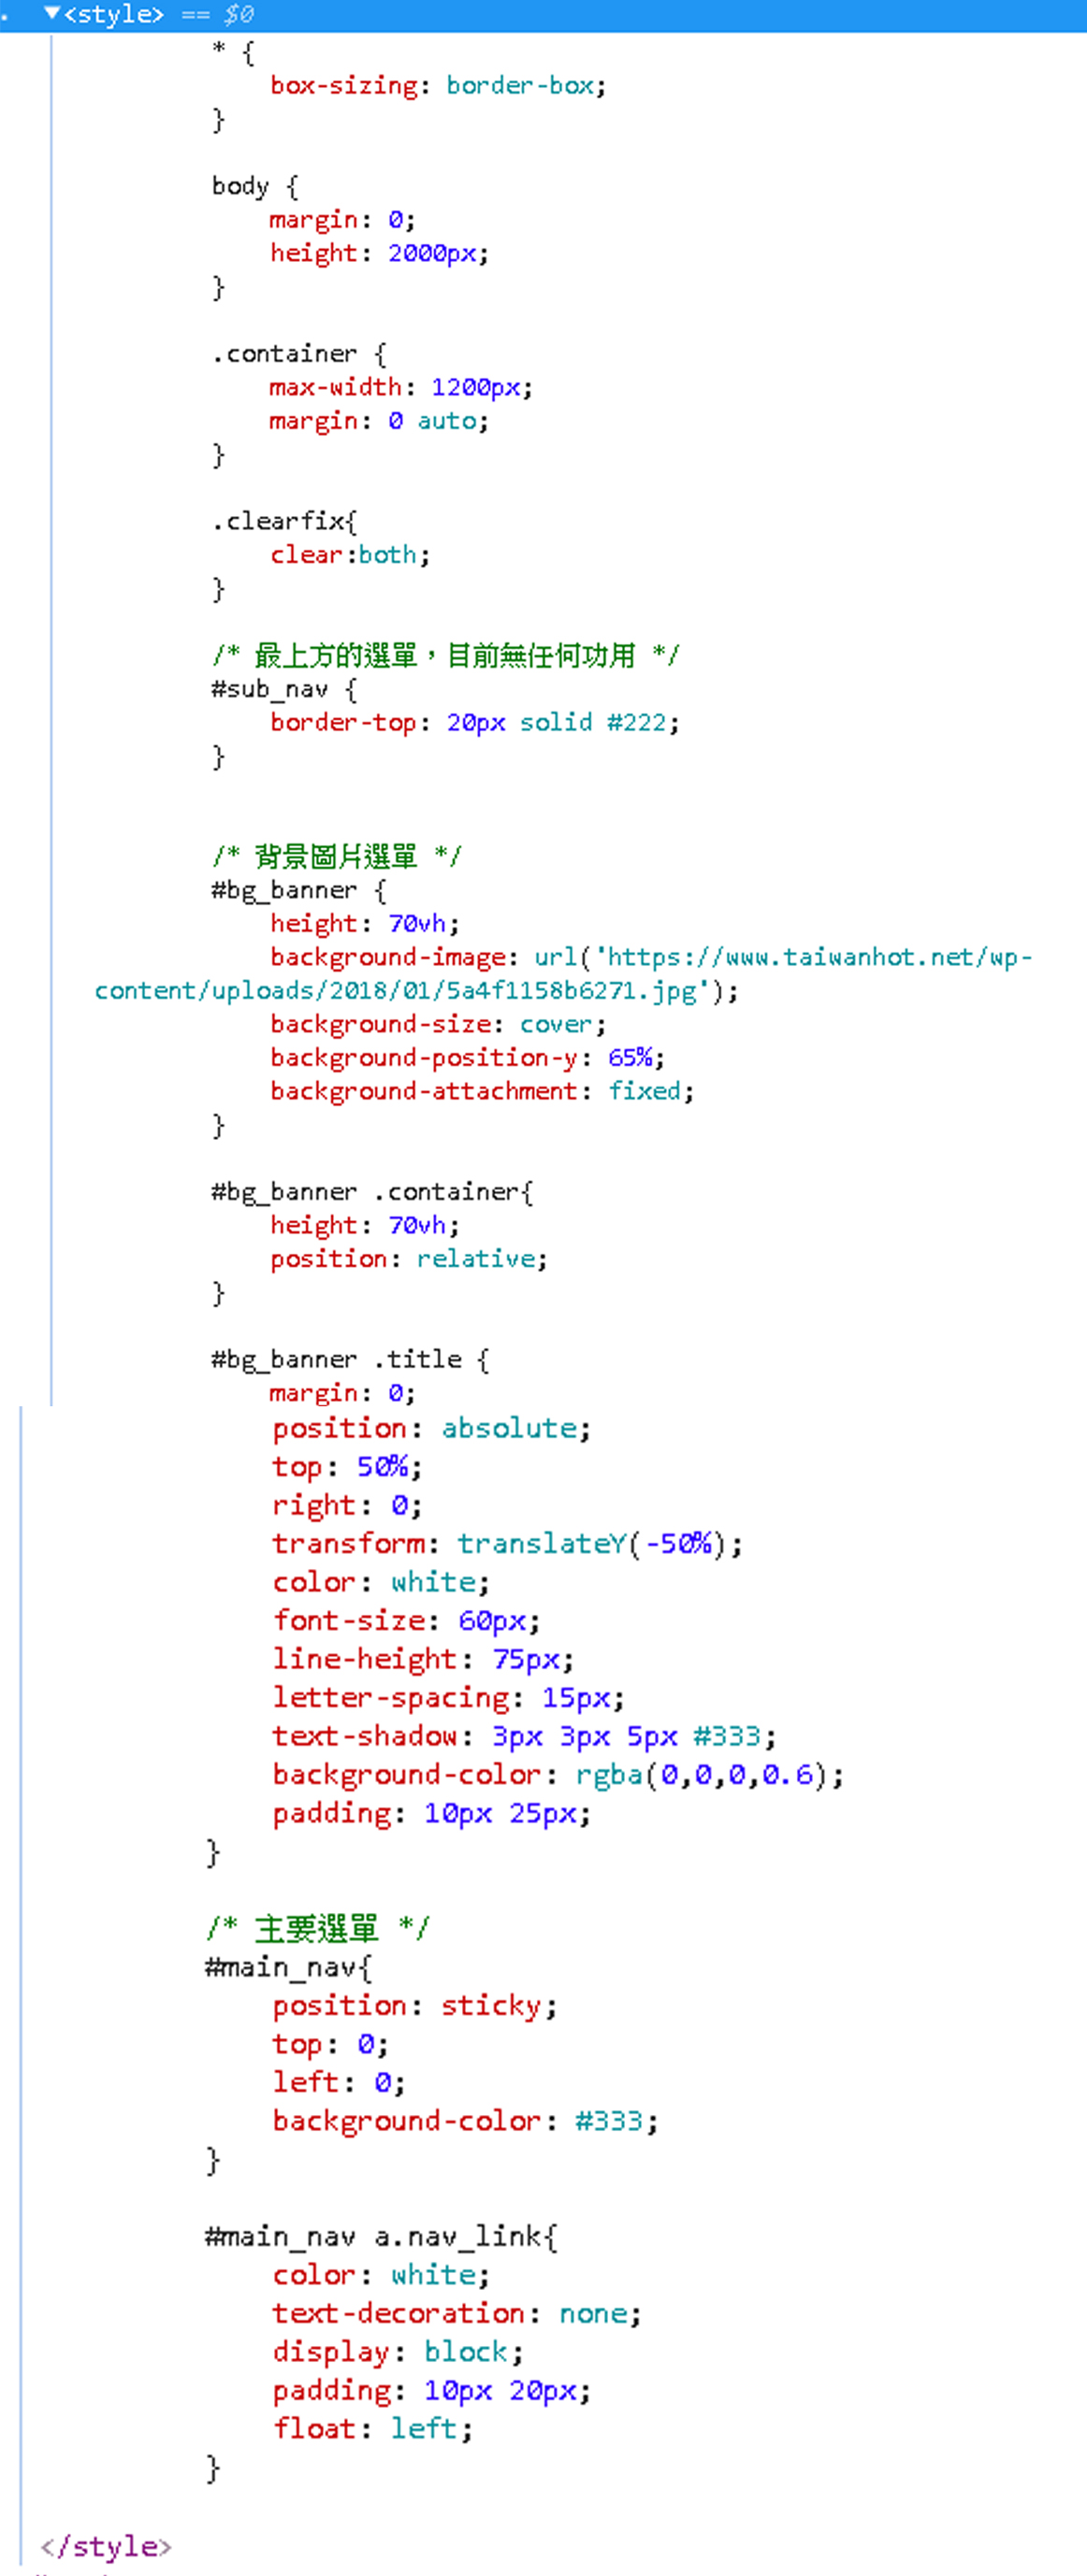 ▼<style> == $0
* {
box-sizing: border-box;
}
body {
margin: 0;
height: 2000px;
}
.container {
max-width: 1200px;
margin: 0 auto;
}
.clearfix{
clear:both;
}
/* 最上方的選單，目前無任何功用 */
#sub_nav {
border-top: 20px solid #222;
}
/* 背景圖片選單 */
#bg_banner {
height: 70vh;
background-image: url('https://www.taiwanhot.net/wp-
content/uploads/2018/01/5a4f1158b6271.jpg');
background-size: cover;
background-position-y: 65%;
background-attachment: fixed;
}
#bg_banner .container{
height: 70vh;
position: relative;
}
#bg_banner .title {
margin: 0;
position: absolute;
top: 50%;
right: 0;
transform: translateY(-50%);
color: white;
font-size: 60px;
line-height: 75px;
letter-spacing: 15px;
text-shadow: 3px 3px 5px #333;
background-color: rgba(0,0,0,0.6);
padding: 10px 25px;
}
/* 主要選單 */
#main_nav{
position: sticky;
top: 0;
left: 0;
background-color: #333;
}
#main_nav a.nav_link{
color: white;
text-decoration: none;
display: block;
padding: 10px 20px;
float: left;
}
</style>